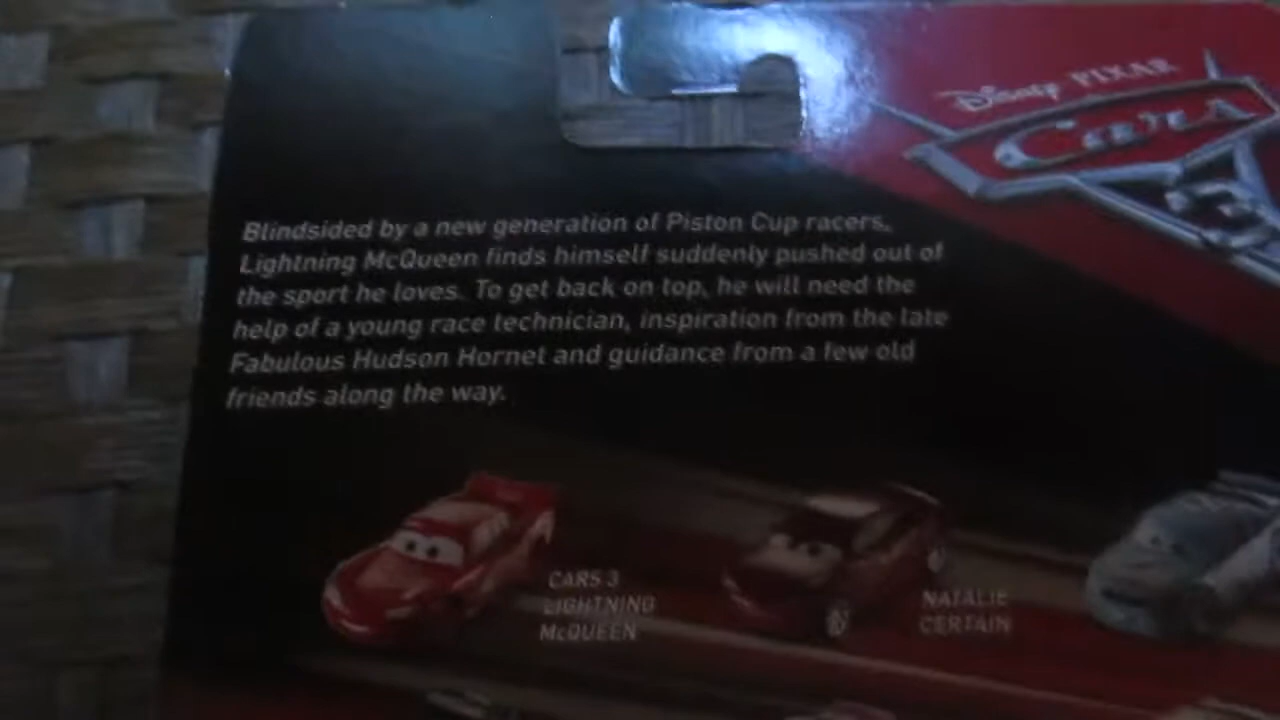 Disney PIXAR
Cars
3
Blindsided by a new generation of Piston Cup racers,
Lightning McQueen finds himself suddenly pushed out of
the sport he loves. To get back on top, he will need the
help of a young race technician, inspiration from the late
Fabulous Hudson Hornet and guidance from a few old
friends along the way.
CARS 3
LIGHTNING
McQUEEN
NATALIE
CERTAIN